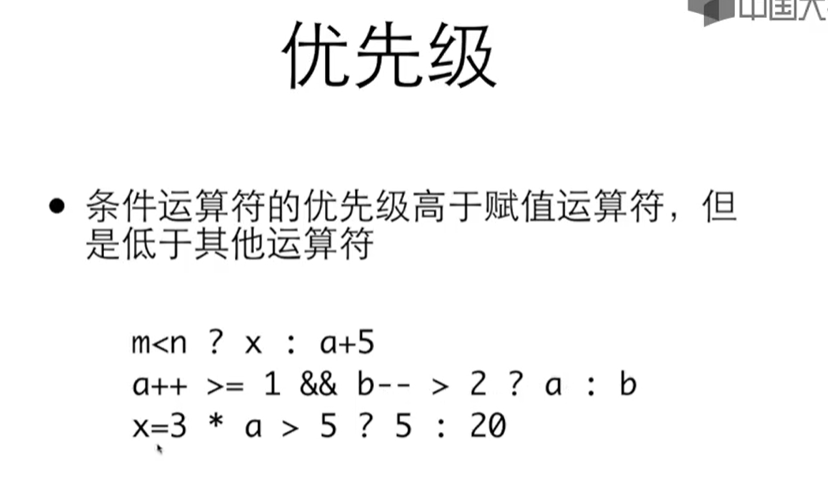 中国大
优先级
• 条件运算符的优先级高于赋值运算符，但
是低于其他运算符
m<n ? x : a+5
a++ >= 1 && b-- > 2 ? a : b
x=3 * a > 5 ? 5 : 20